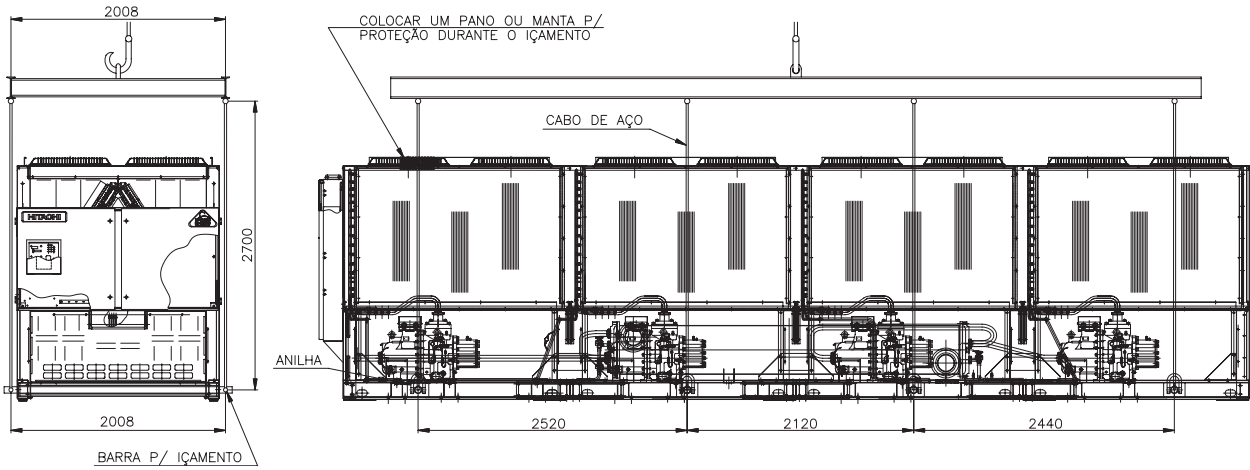 2008
COLOCAR UM PANO OU MANTA P/
PROTEÇÃO DURANTE O IÇAMENTO
CABO DE AÇO
HITACHI
2700
ANILHA
2008
2520
2120
2440
BARRA P/ IÇAMENTO